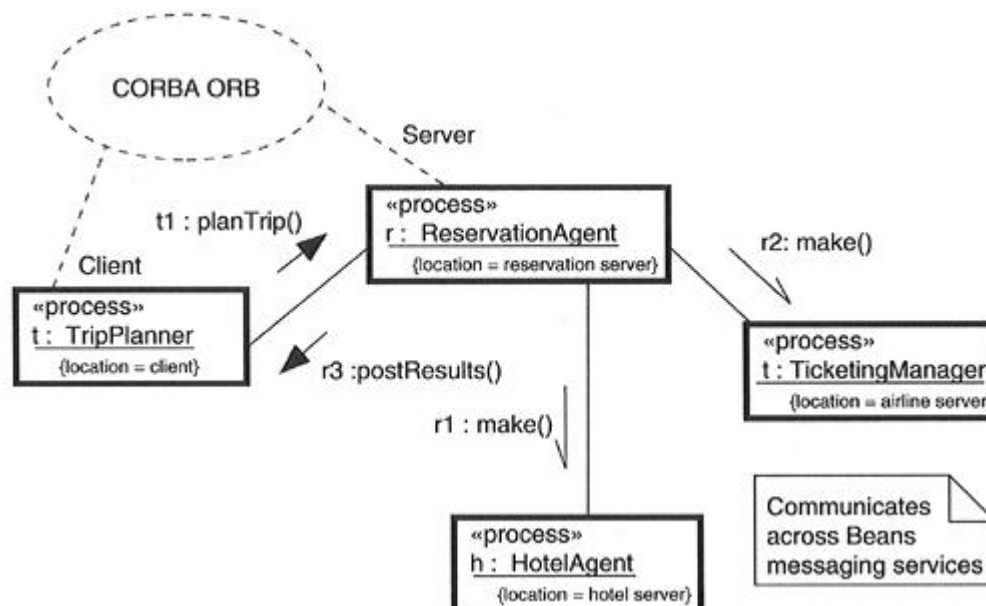 CORBA ORB
Server
«process»
r : ReservationAgent
{location = reservation server}
t1 : planTrip()
r2: make()
Client
«process»
t : TripPlanner
{location = client}
«process»
t : TicketingManager
{location = airline server
r3 :postResults()
r1 : make()
Communicates
across Beans
messaging services
«process»
h : HotelAgent
{location = hotel server}